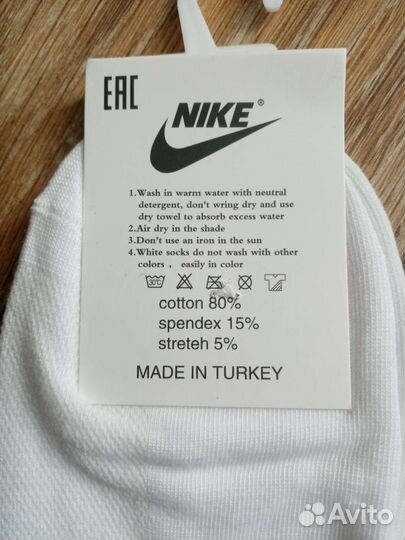 EAC
NIKE®
1.Wash in warm water with neutral
detergent, don't wring dry and use
dry towel to absorb excess water
2.Air dry in the shade
3.Don't use an iron in the sun
4.White socks do not wash with other
colors , easily in color
30°C
cotton 80%
spendex 15%
streteh 5%
MADE IN TURKEY
Avito